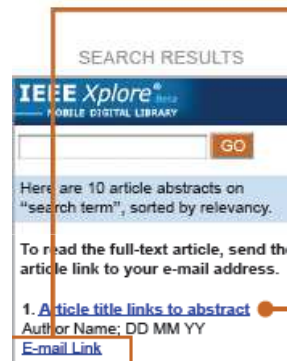 SEARCH RESULTS
IEEE Xplore® Beta
MOBILE DIGITAL LIBRARY
GO
Here are 10 article abstracts on
"search term", sorted by relevancy.
To read the full-text article, send the
article link to your e-mail address.
1. Article title links to abstract
Author Name; DD MM YY
E-mail Link